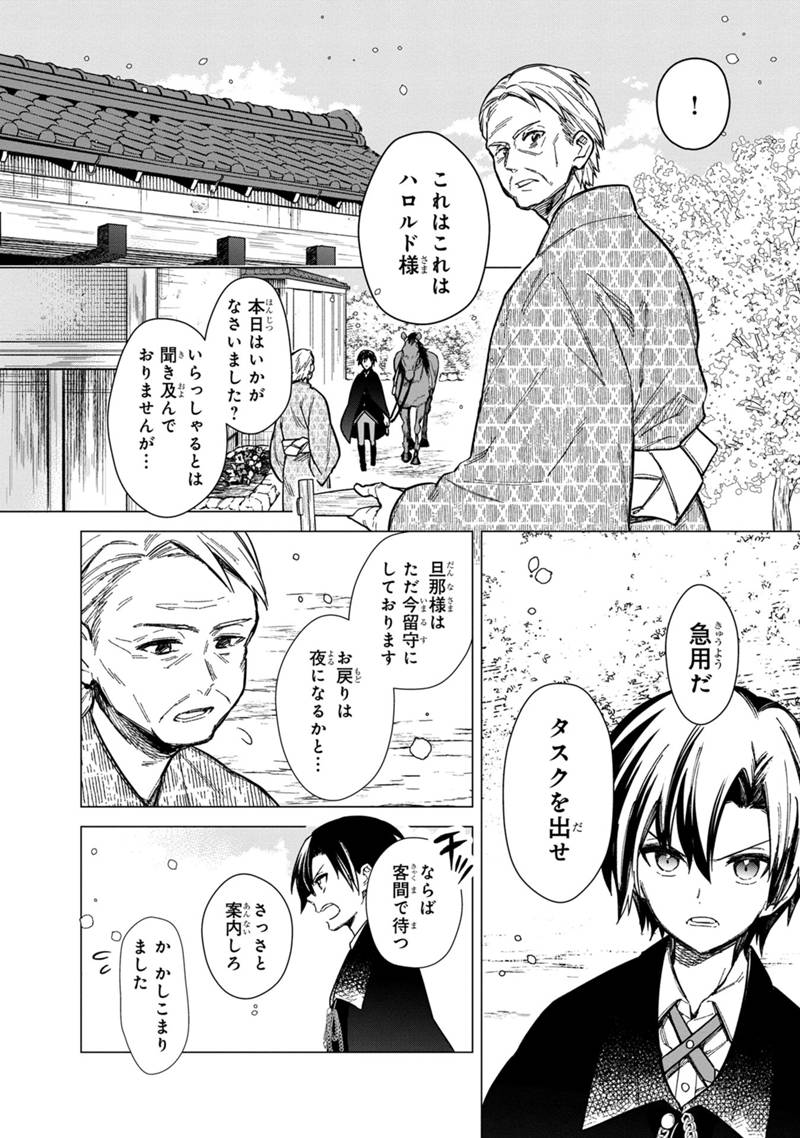 ！
これはこれは
ハロルド様
本日はいかが
なさいました？
いらっしゃるとは
聞き及んで
おりませんが…
急用だ
タスクを出せ
旦那様は
ただ今留守に
しております
お戻りは
夜になるかと…
ならば
客間で待つ
さっさと
案内しろ
か かしこまり
ました